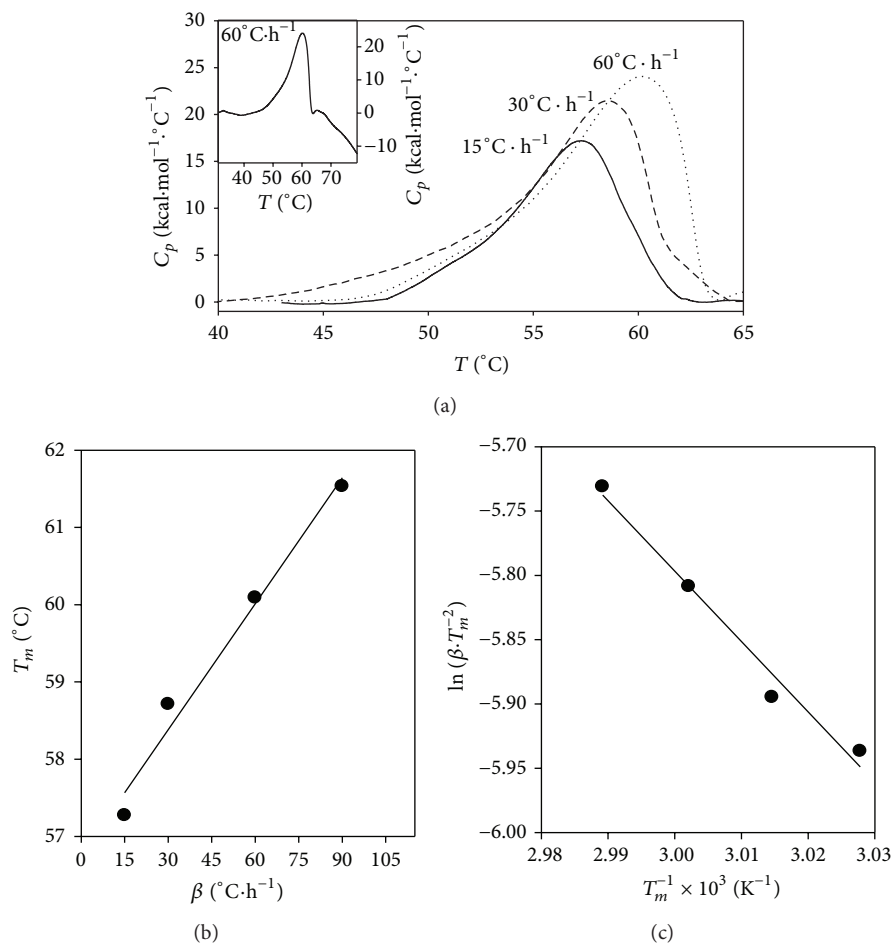 30
25
20
15
10
5
0
C_p (kcal·mol⁻¹·°C⁻¹)
60°C·h⁻¹
20
10
0
−10
C_p (kcal·mol⁻¹·°C⁻¹)
30 40 50 60 70
T (°C)
60°C · h⁻¹
30°C · h⁻¹
15°C · h⁻¹
40 45 50 55 60 65
T (°C)
(a)
62
61
60
59
58
57
T_m (°C)
0 15 30 45 60 75 90 105
β (°C·h⁻¹)
(b)
−5.70
−5.75
−5.80
−5.85
−5.90
−5.95
−6.00
ln (β·T_m⁻²)
2.98 2.99 3.00 3.01 3.02 3.03
T_m⁻¹ × 10³ (K⁻¹)
(c)